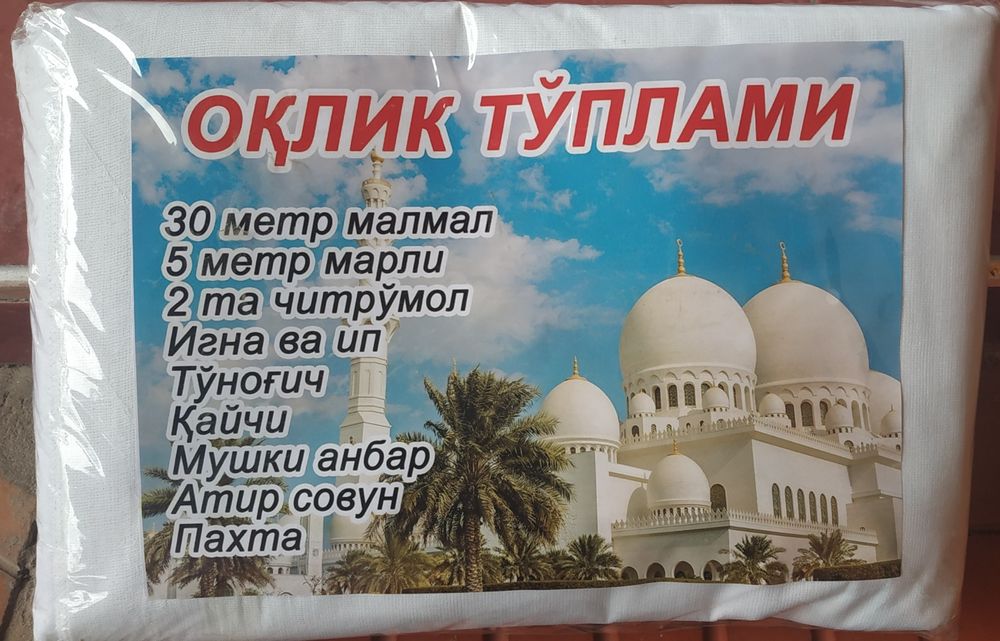 ОҚЛИК ТЎПЛАМИ
30 метр малмал
5 метр марли
2 та читрўмол
Игна ва ип
Тўноғич
Қайчи
Мушки анбар
Атир совун
Пахта